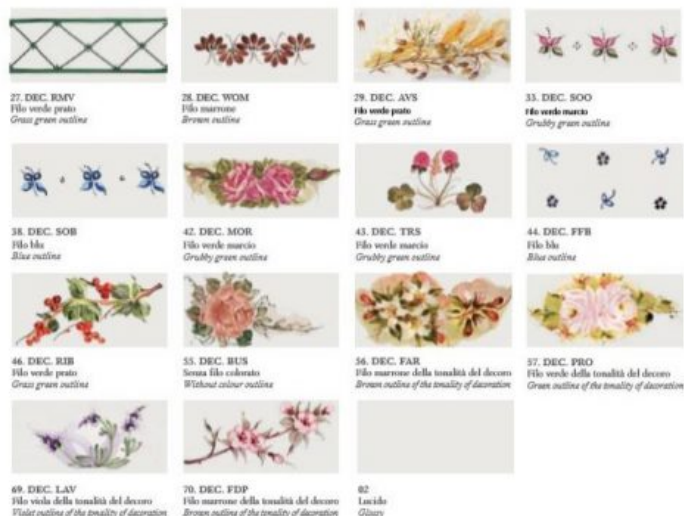 27. DEC. RMV
Filo verde prato
Grass green outline
28. DEC. WOM
Filo marrone
Brown outline
29. DEC. AVS
Filo verde prato
Grass green outline
33. DEC. SOO
Filo verde marcio
Grubby green outline
38. DEC. SOB
Filo blu
Blue outline
42. DEC. MOR
Filo verde marcio
Grubby green outline
43. DEC. TRS
Filo verde marcio
Grubby green outline
44. DEC. FFB
Filo blu
Blue outline
46. DEC. RIB
Filo verde prato
Grass green outline
55. DEC. BUS
Senza filo colorato
Without colour outline
56. DEC. FAR
Filo marrone della tonalità del decoro
Brown outline of the tonality of decoration
57. DEC. PRO
Filo verde della tonalità del decoro
Green outline of the tonality of decoration
69. DEC. LAV
Filo viola della tonalità del decoro
Violet outline of the tonality of decoration
70. DEC. FDP
Filo marrone della tonalità del decoro
Brown outline of the tonality of decoration
02
Lucido
Glossy